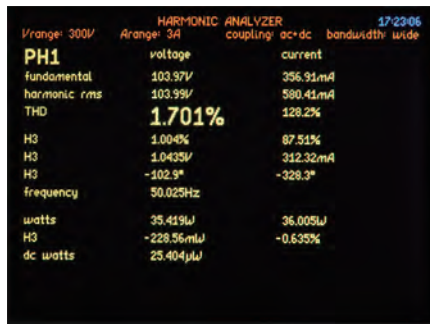 HARMONIC ANALYZER 17:23:06
Vrange: 300V Arange: 3A coupling: ac+dc bandwidth: wide
PH1 voltage current
fundamental 103.97V 356.91mA
harmonic rms 103.99V 580.41mA
THD 1.701% 128.2%
H3 1.004% 87.51%
H3 1.0435V 312.32mA
H3 -102.9° -328.3°
frequency 50.025Hz
watts 35.419W 36.005W
H3 -228.56mW -0.635%
dc watts 25.404µW